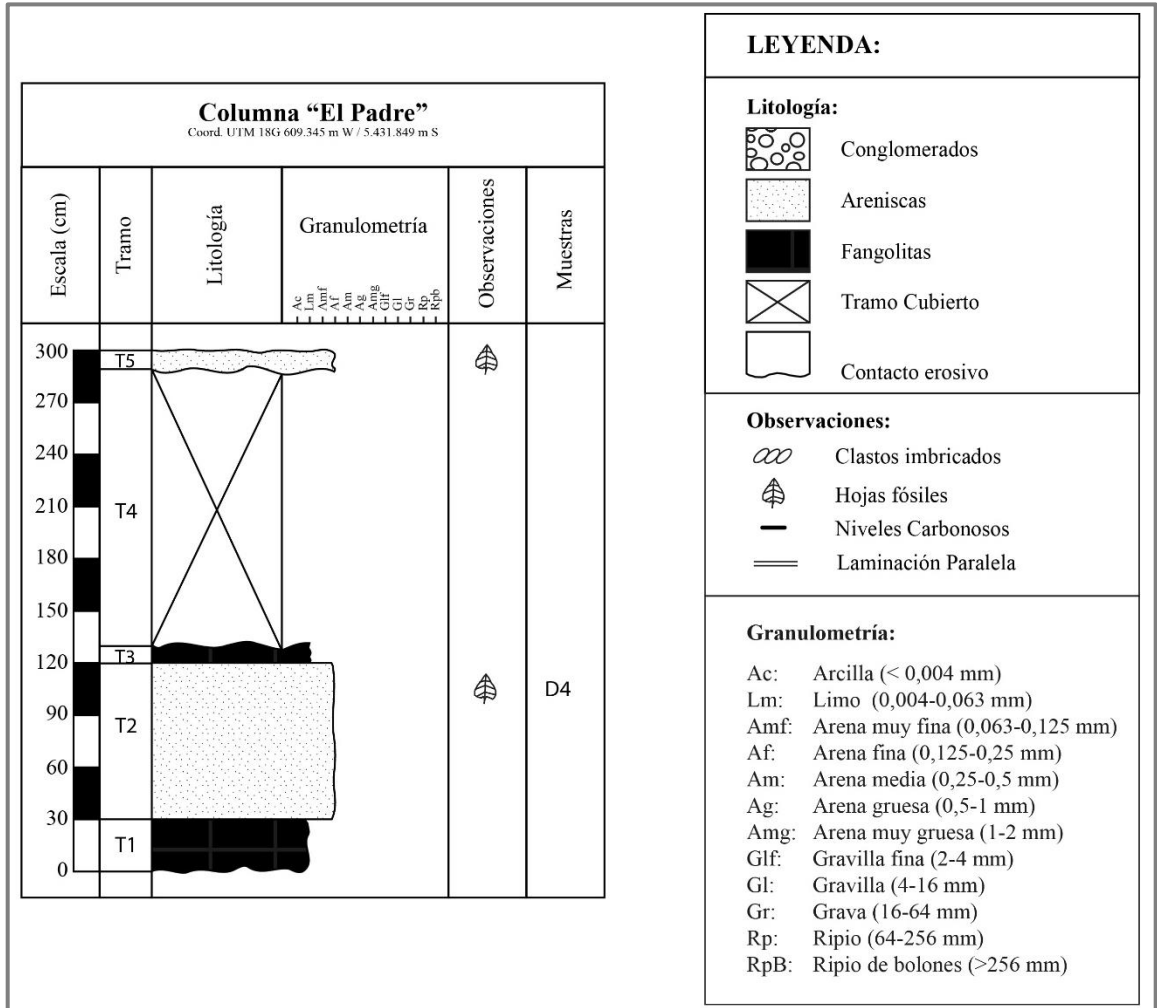 Columna “El Padre”
Coord. UTM 18G 609.345 m W / 5.431.849 m S
Escala (cm)
Tramo
Litología
Granulometría
Ac
Lm
Amf
Af
Am
Ag
Amg
Glf
Gl
Gr
Rp
Rpb
Observaciones
Muestras
300
270
240
210
180
150
120
90
60
30
0
T5
T4
T3
T2
T1
D4
LEYENDA:
Litología:
Conglomerados
Areniscas
Fangolitas
Tramo Cubierto
Contacto erosivo
Observaciones:
Clastos imbricados
Hojas fósiles
Niveles Carbonosos
Laminación Paralela
Granulometría:
Ac: Arcilla (< 0,004 mm)
Lm: Limo (0,004-0,063 mm)
Amf: Arena muy fina (0,063-0,125 mm)
Af: Arena fina (0,125-0,25 mm)
Am: Arena media (0,25-0,5 mm)
Ag: Arena gruesa (0,5-1 mm)
Amg: Arena muy gruesa (1-2 mm)
Glf: Gravilla fina (2-4 mm)
Gl: Gravilla (4-16 mm)
Gr: Grava (16-64 mm)
Rp: Ripio (64-256 mm)
RpB: Ripio de bolones (>256 mm)